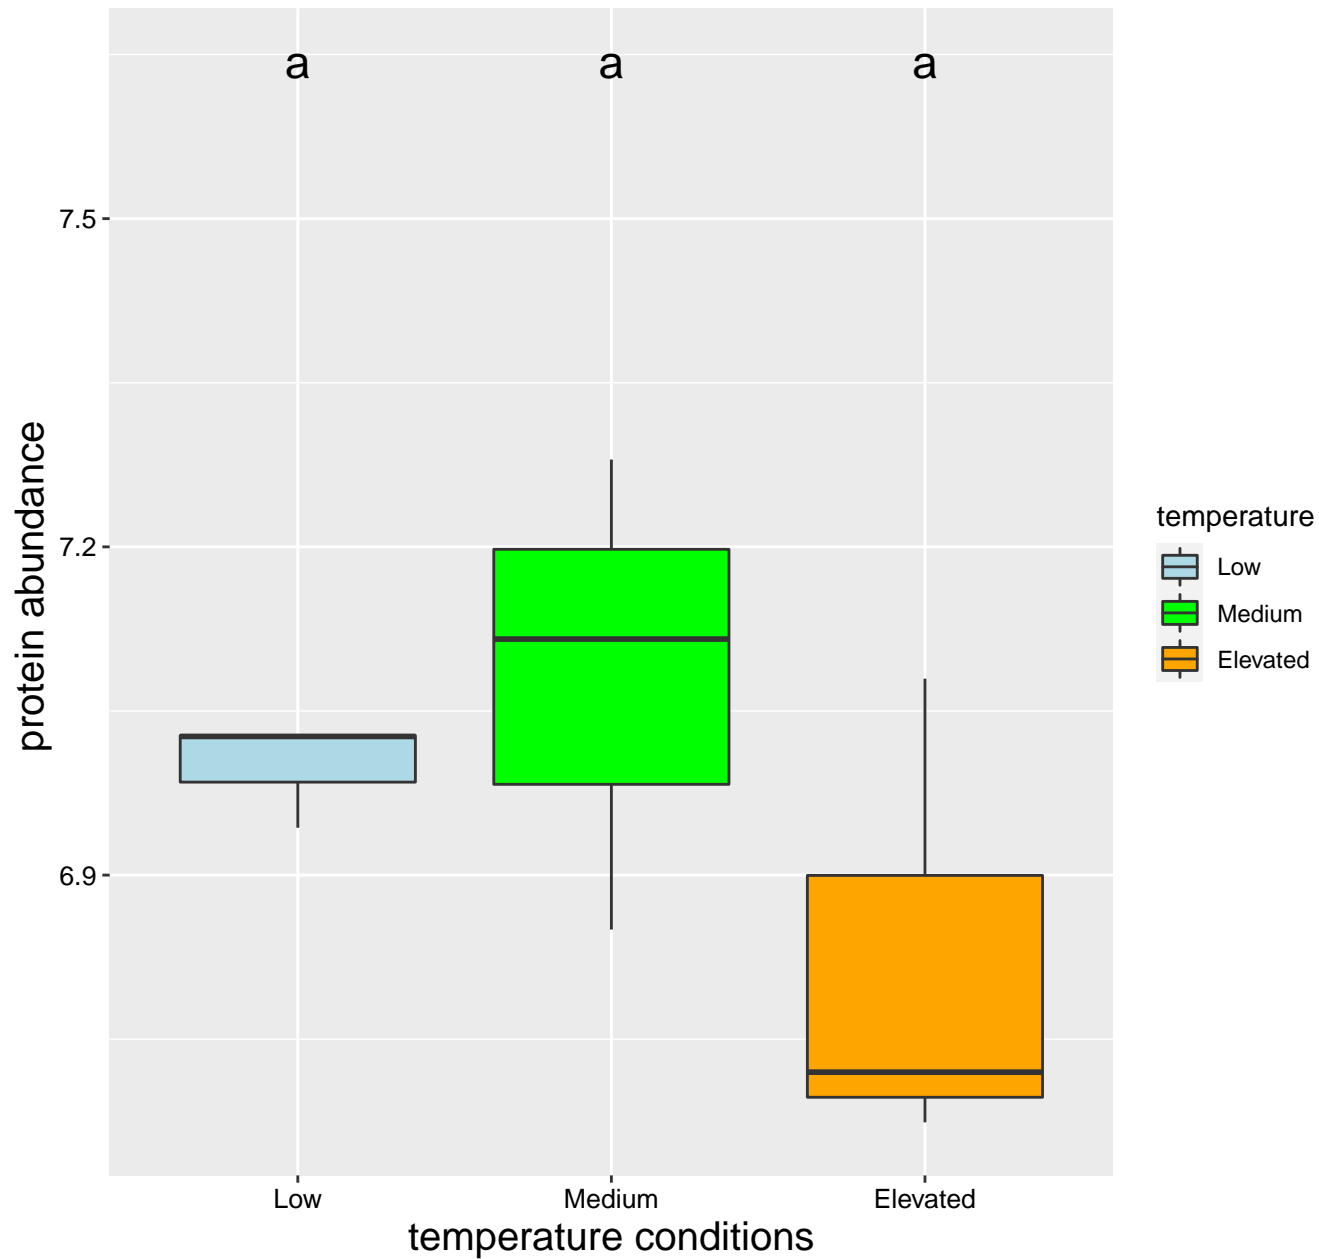 a a a
7.5
7.2
6.9
protein abundance
Low Medium Elevated
temperature conditions
temperature
Low
Medium
Elevated